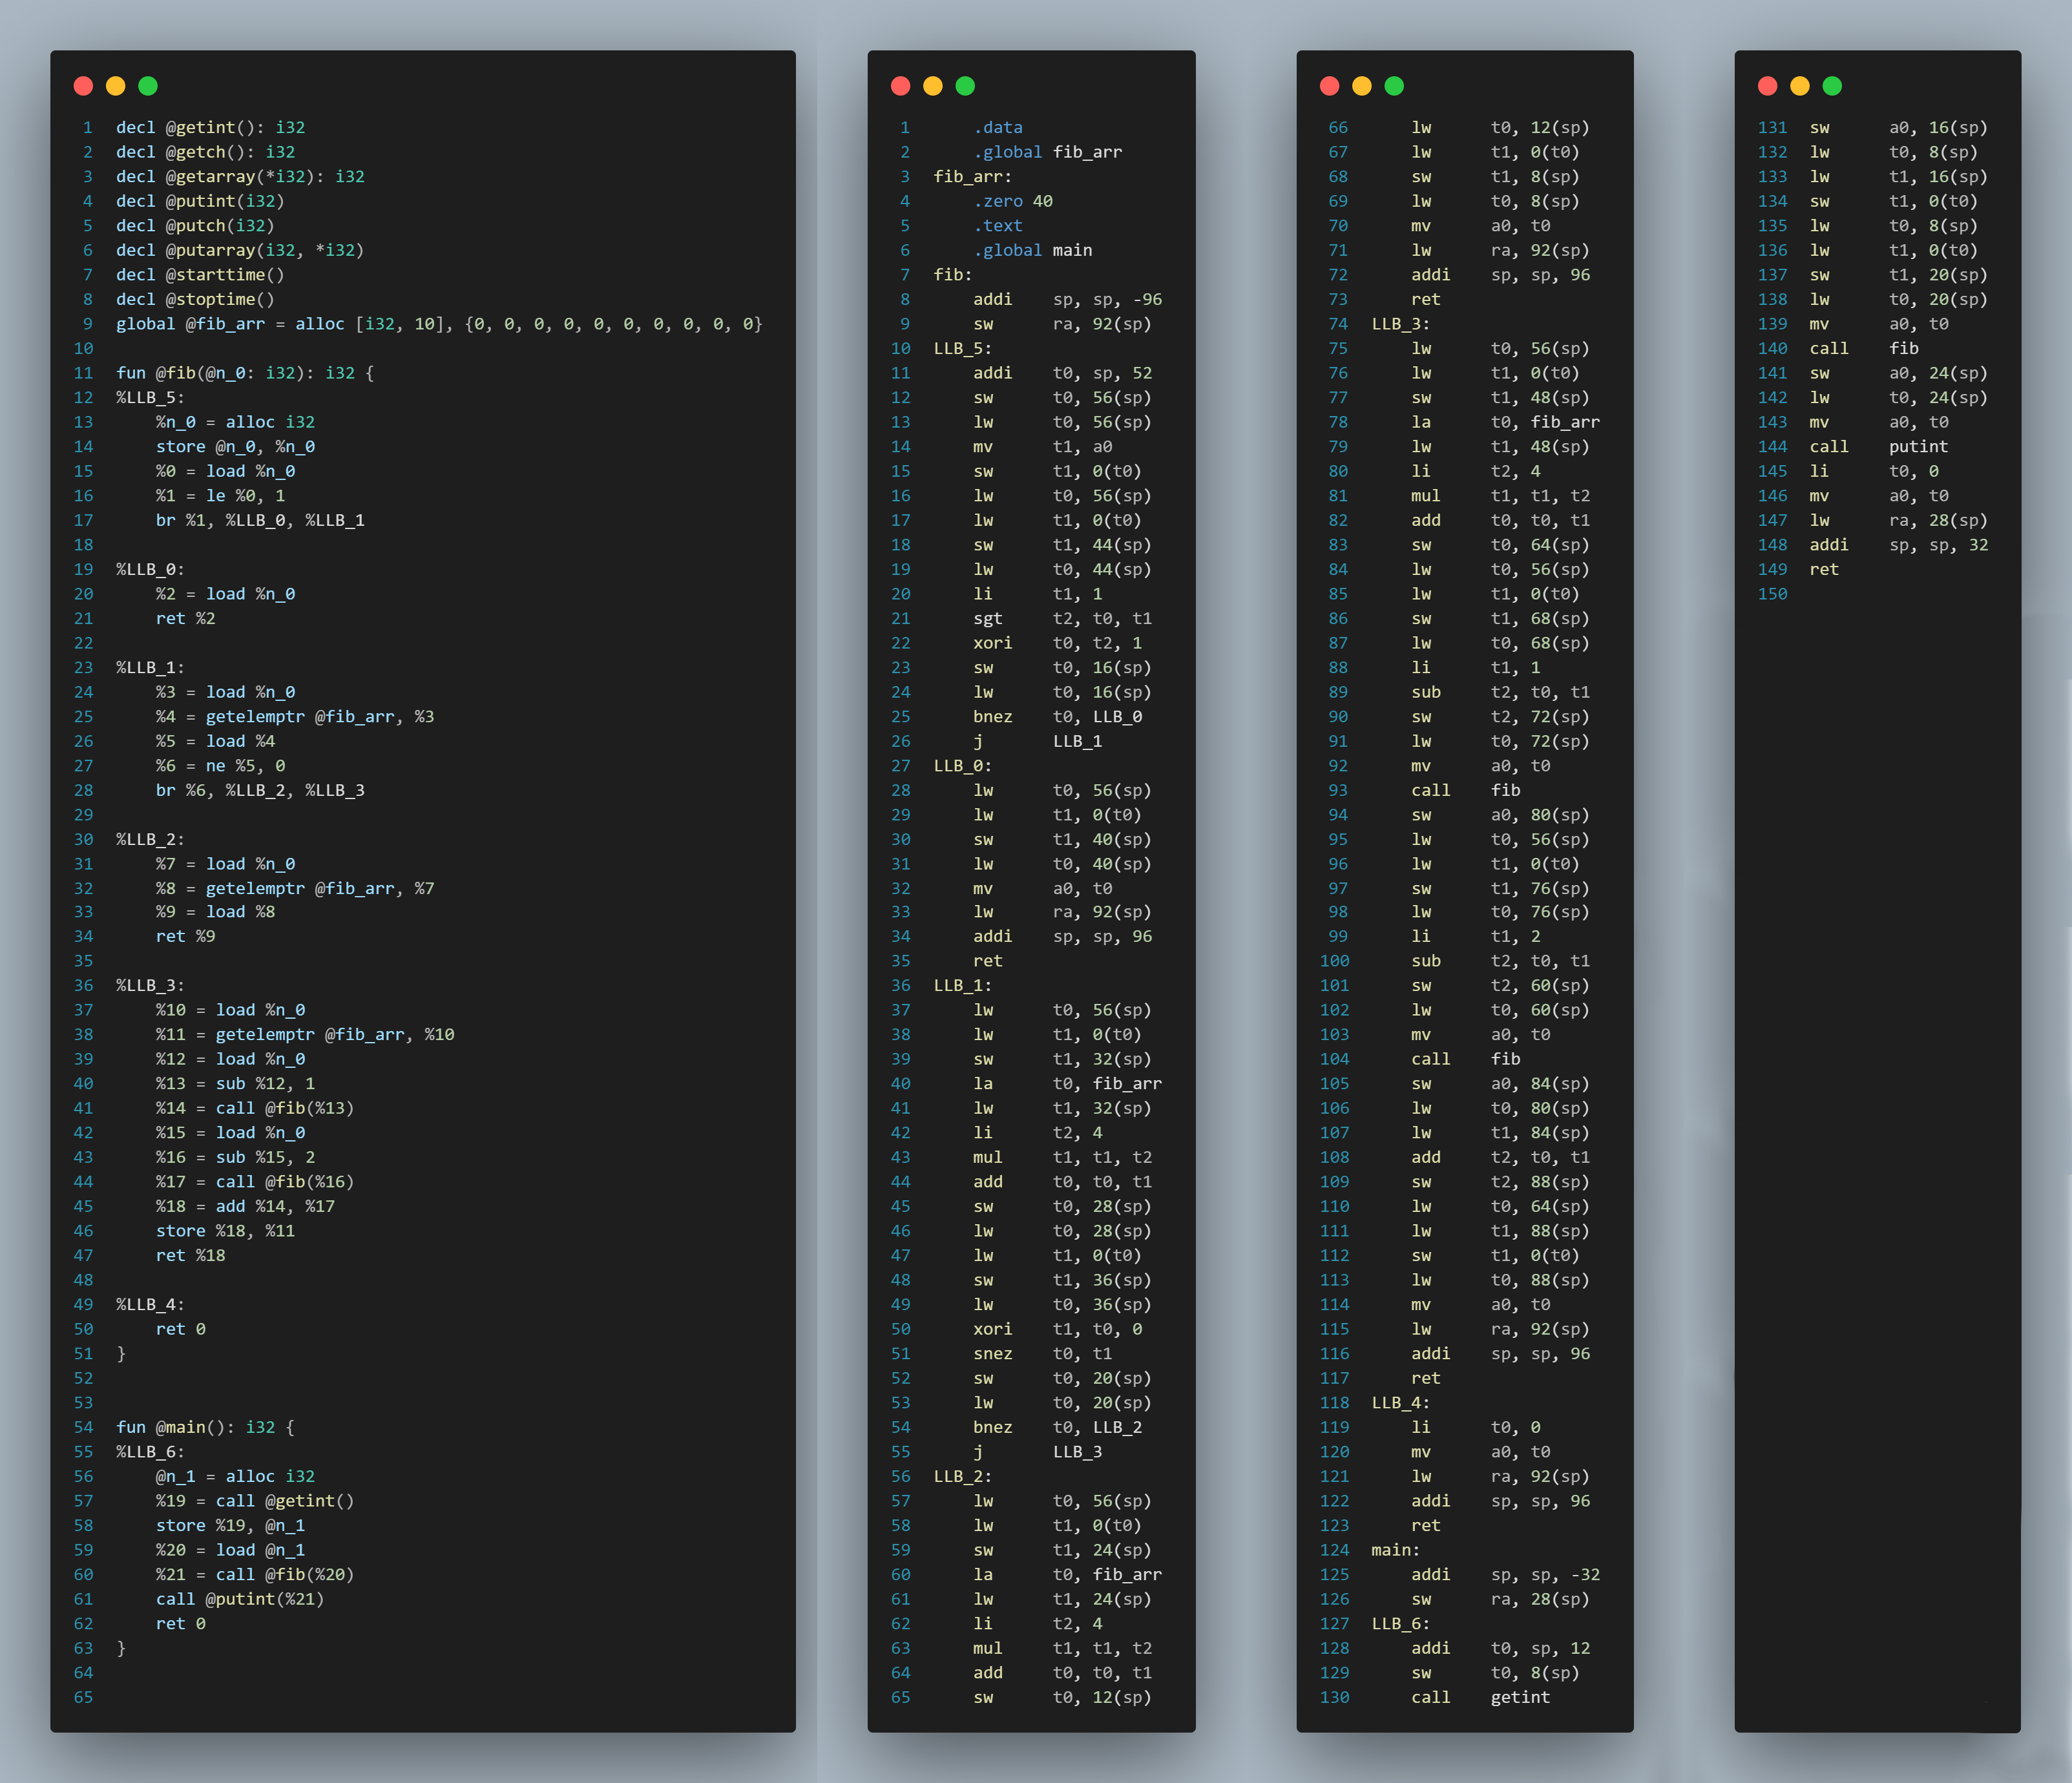 1 decl @getint(): i32
2 decl @getch(): i32
3 decl @getarray(*i32): i32
4 decl @putint(i32)
5 decl @putch(i32)
6 decl @putarray(i32, *i32)
7 decl @starttime()
8 decl @stoptime()
9 global @fib_arr = alloc [i32, 10], {0, 0, 0, 0, 0, 0, 0, 0, 0, 0}
10
11 fun @fib(@n_0: i32): i32 {
12 %LLB_5:
13     %n_0 = alloc i32
14     store @n_0, %n_0
15     %0 = load %n_0
16     %1 = le %0, 1
17     br %1, %LLB_0, %LLB_1
18
19 %LLB_0:
20     %2 = load %n_0
21     ret %2
22
23 %LLB_1:
24     %3 = load %n_0
25     %4 = getelemptr @fib_arr, %3
26     %5 = load %4
27     %6 = ne %5, 0
28     br %6, %LLB_2, %LLB_3
29
30 %LLB_2:
31     %7 = load %n_0
32     %8 = getelemptr @fib_arr, %7
33     %9 = load %8
34     ret %9
35
36 %LLB_3:
37     %10 = load %n_0
38     %11 = getelemptr @fib_arr, %10
39     %12 = load %n_0
40     %13 = sub %12, 1
41     %14 = call @fib(%13)
42     %15 = load %n_0
43     %16 = sub %15, 2
44     %17 = call @fib(%16)
45     %18 = add %14, %17
46     store %18, %11
47     ret %18
48
49 %LLB_4:
50     ret 0
51 }
52
53
54 fun @main(): i32 {
55 %LLB_6:
56     @n_1 = alloc i32
57     %19 = call @getint()
58     store %19, @n_1
59     %20 = load @n_1
60     %21 = call @fib(%20)
61     call @putint(%21)
62     ret 0
63 }
64
65
1     .data
2     .global fib_arr
3 fib_arr:
4     .zero 40
5     .text
6     .global main
7 fib:
8     addi    sp, sp, -96
9     sw      ra, 92(sp)
10 LLB_5:
11     addi    t0, sp, 52
12     sw      t0, 56(sp)
13     lw      t0, 56(sp)
14     mv      t1, a0
15     sw      t1, 0(t0)
16     lw      t0, 56(sp)
17     lw      t1, 0(t0)
18     sw      t1, 44(sp)
19     lw      t0, 44(sp)
20     li      t1, 1
21     sgt     t2, t0, t1
22     xori    t0, t2, 1
23     sw      t0, 16(sp)
24     lw      t0, 16(sp)
25     bnez    t0, LLB_0
26     j       LLB_1
27 LLB_0:
28     lw      t0, 56(sp)
29     lw      t1, 0(t0)
30     sw      t1, 40(sp)
31     lw      t0, 40(sp)
32     mv      a0, t0
33     lw      ra, 92(sp)
34     addi    sp, sp, 96
35     ret
36 LLB_1:
37     lw      t0, 56(sp)
38     lw      t1, 0(t0)
39     sw      t1, 32(sp)
40     la      t0, fib_arr
41     lw      t1, 32(sp)
42     li      t2, 4
43     mul     t1, t1, t2
44     add     t0, t0, t1
45     sw      t0, 28(sp)
46     lw      t0, 28(sp)
47     lw      t1, 0(t0)
48     sw      t1, 36(sp)
49     lw      t0, 36(sp)
50     xori    t1, t0, 0
51     snez    t0, t1
52     sw      t0, 20(sp)
53     lw      t0, 20(sp)
54     bnez    t0, LLB_2
55     j       LLB_3
56 LLB_2:
57     lw      t0, 56(sp)
58     lw      t1, 0(t0)
59     sw      t1, 24(sp)
60     la      t0, fib_arr
61     lw      t1, 24(sp)
62     li      t2, 4
63     mul     t1, t1, t2
64     add     t0, t0, t1
65     sw      t0, 12(sp)
66     lw      t0, 12(sp)
67     lw      t1, 0(t0)
68     sw      t1, 8(sp)
69     lw      t0, 8(sp)
70     mv      a0, t0
71     lw      ra, 92(sp)
72     addi    sp, sp, 96
73     ret
74 LLB_3:
75     lw      t0, 56(sp)
76     lw      t1, 0(t0)
77     sw      t1, 48(sp)
78     la      t0, fib_arr
79     lw      t1, 48(sp)
80     li      t2, 4
81     mul     t1, t1, t2
82     add     t0, t0, t1
83     sw      t0, 64(sp)
84     lw      t0, 56(sp)
85     lw      t1, 0(t0)
86     sw      t1, 68(sp)
87     lw      t0, 68(sp)
88     li      t1, 1
89     sub     t2, t0, t1
90     sw      t2, 72(sp)
91     lw      t0, 72(sp)
92     mv      a0, t0
93     call    fib
94     sw      a0, 80(sp)
95     lw      t0, 56(sp)
96     lw      t1, 0(t0)
97     sw      t1, 76(sp)
98     lw      t0, 76(sp)
99     li      t1, 2
100     sub     t2, t0, t1
101     sw      t2, 60(sp)
102     lw      t0, 60(sp)
103     mv      a0, t0
104     call    fib
105     sw      a0, 84(sp)
106     lw      t0, 80(sp)
107     lw      t1, 84(sp)
108     add     t2, t0, t1
109     sw      t2, 88(sp)
110     lw      t0, 64(sp)
111     lw      t1, 88(sp)
112     sw      t1, 0(t0)
113     lw      t0, 88(sp)
114     mv      a0, t0
115     lw      ra, 92(sp)
116     addi    sp, sp, 96
117     ret
118 LLB_4:
119     li      t0, 0
120     mv      a0, t0
121     lw      ra, 92(sp)
122     addi    sp, sp, 96
123     ret
124 main:
125     addi    sp, sp, -32
126     sw      ra, 28(sp)
127 LLB_6:
128     addi    t0, sp, 12
129     sw      t0, 8(sp)
130     call    getint
131 sw      a0, 16(sp)
132 lw      t0, 8(sp)
133 lw      t1, 16(sp)
134 sw      t1, 0(t0)
135 lw      t0, 8(sp)
136 lw      t1, 0(t0)
137 sw      t1, 20(sp)
138 lw      t0, 20(sp)
139 mv      a0, t0
140 call    fib
141 sw      a0, 24(sp)
142 lw      t0, 24(sp)
143 mv      a0, t0
144 call    putint
145 li      t0, 0
146 mv      a0, t0
147 lw      ra, 28(sp)
148 addi    sp, sp, 32
149 ret
150